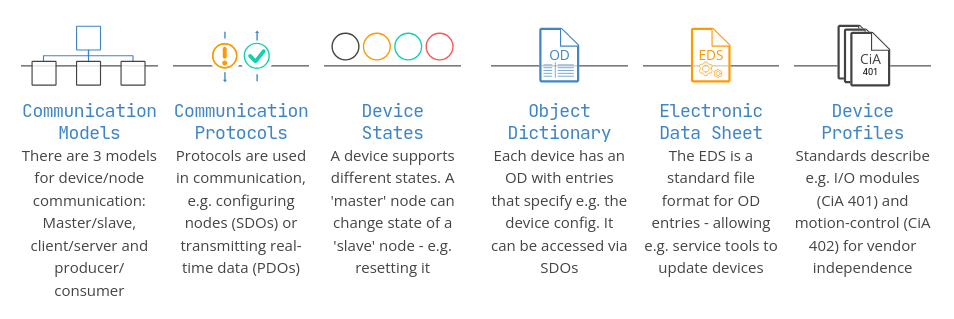 OD
EDS
CiA
401
Communication
Models
There are 3 models
for device/node
communication:
Master/slave,
client/server and
producer/
consumer
Communication
Protocols
Protocols are used
in communication,
e.g. configuring
nodes (SDOs) or
transmitting real-
time data (PDOs)
Device
States
A device supports
different states. A
'master' node can
change state of a
'slave' node - e.g.
resetting it
Object
Dictionary
Each device has an
OD with entries
that specify e.g. the
device config. It
can be accessed via
SDOs
Electronic
Data Sheet
The EDS is a
standard file
format for OD
entries - allowing
e.g. service tools to
update devices
Device
Profiles
Standards describe
e.g. I/O modules
(CiA 401) and
motion-control (CiA
402) for vendor
independence